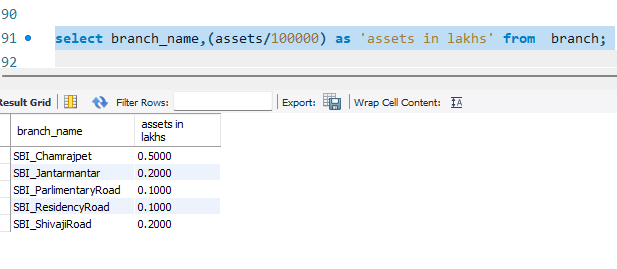 90
91 select branch_name,(assets/100000) as 'assets in lakhs' from  branch;
92
Result Grid Filter Rows: Export: Wrap Cell Content: IA
branch_name assets in
lakhs
SBI_Chamrajpet 0.5000
SBI_Jantarmantar 0.2000
SBI_ParlimentaryRoad 0.1000
SBI_ResidencyRoad 0.1000
SBI_ShivajiRoad 0.2000